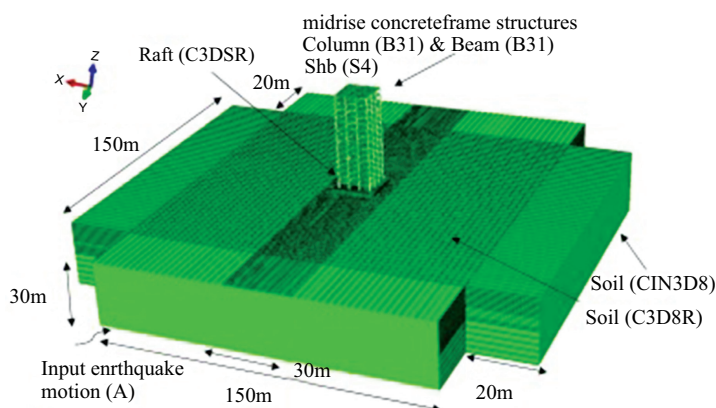 midrise concreteframe structures
Column (B31) & Beam (B31)
Shb (S4)
Raft (C3DSR)
Z
X
Y
20m
150m
30m
Soil (CIN3D8)
Soil (C3D8R)
Input enrthquake
motion (A)
30m
150m
20m